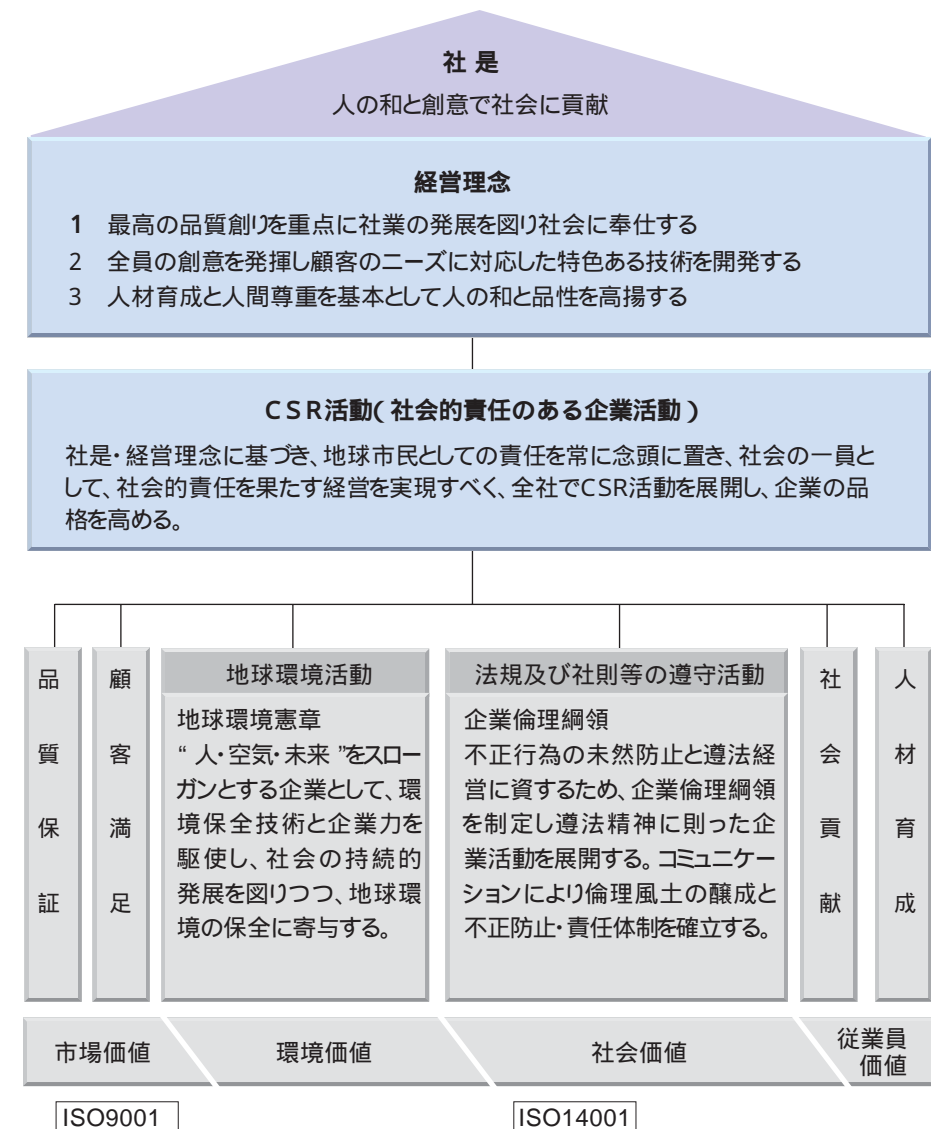 社 是
人の和と創意で社会に貢献
経営理念
1 最高の品質創りを重点に社業の発展を図り社会に奉仕する
2 全員の創意を発揮し顧客のニーズに対応した特色ある技術を開発する
3 人材育成と人間尊重を基本として人の和と品性を高揚する
CSR活動(社会的責任のある企業活動)
社是・経営理念に基づき、地球市民としての責任を常に念頭に置き、社会の一員と
して、社会的責任を果たす経営を実現すべく、全社でCSR活動を展開し、企業の品
格を高める。
品質保証
顧客満足
地球環境活動
地球環境憲章
“人・空気・未来”をスロー
ガンとする企業として、環
境保全技術と企業力を
駆使し、社会の持続的
発展を図りつつ、地球環
境の保全に寄与する。
法規及び社則等の遵守活動
企業倫理綱領
不正行為の未然防止と遵法経
営に資するため、企業倫理綱領
を制定し遵法精神に則った企
業活動を展開する。コミュニケー
ションにより倫理風土の醸成と
不正防止・責任体制を確立する。
社会貢献
人材育成
市場価値
環境価値
社会価値
従業員
価値
ISO9001
ISO14001